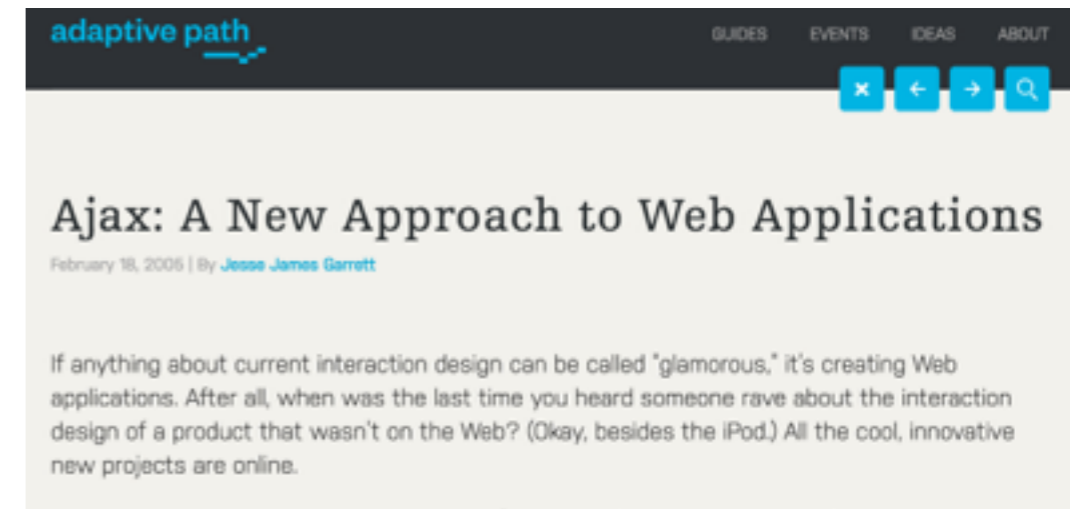 adaptive path
GUIDES EVENTS IDEAS ABOUT
Ajax: A New Approach to Web Applications
February 18, 2005 | By Jesse James Garrett
If anything about current interaction design can be called "glamorous," it's creating Web
applications. After all, when was the last time you heard someone rave about the interaction
design of a product that wasn't on the Web? (Okay, besides the iPod.) All the cool, innovative
new projects are online.